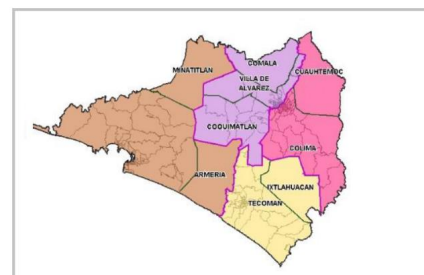 COMALA
MINATITLAN
CUAUHTEMOC
VILLA DE
ALVAREZ
COQUIMATLAN
COLIMA
ARMERIA
IXTLAHUACAN
TECOMAN